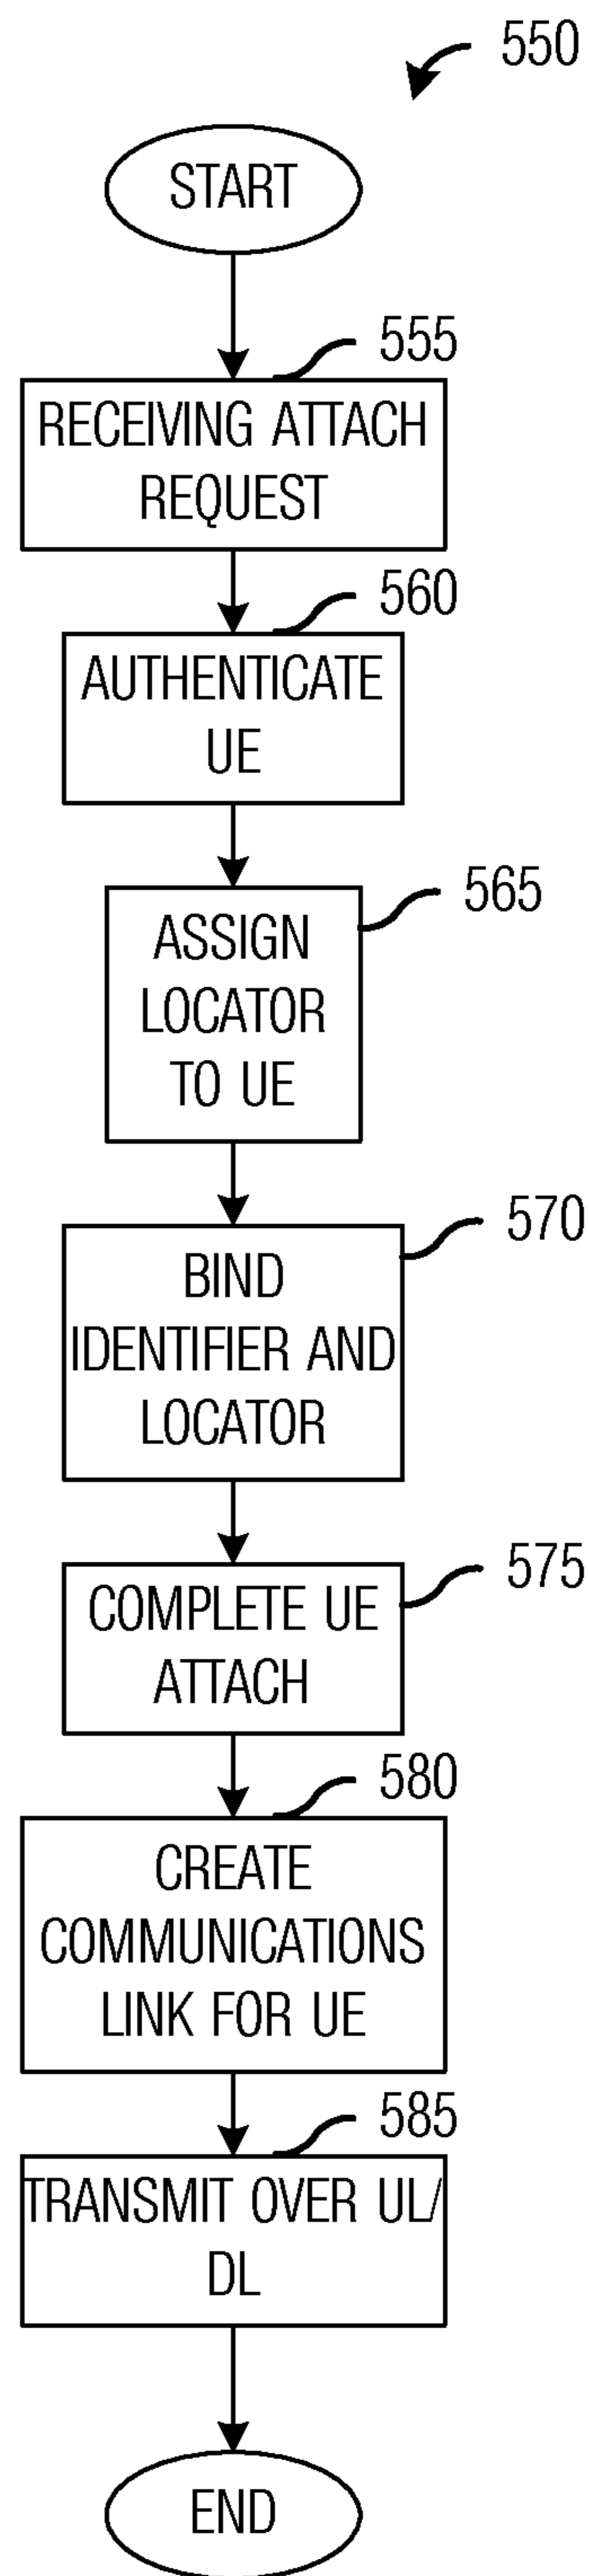 550
START
555
RECEIVING ATTACH
REQUEST
560
AUTHENTICATE
UE
565
ASSIGN
LOCATOR
TO UE
570
BIND
IDENTIFIER AND
LOCATOR
575
COMPLETE UE
ATTACH
580
CREATE
COMMUNICATIONS
LINK FOR UE
585
TRANSMIT OVER UL/
DL
END